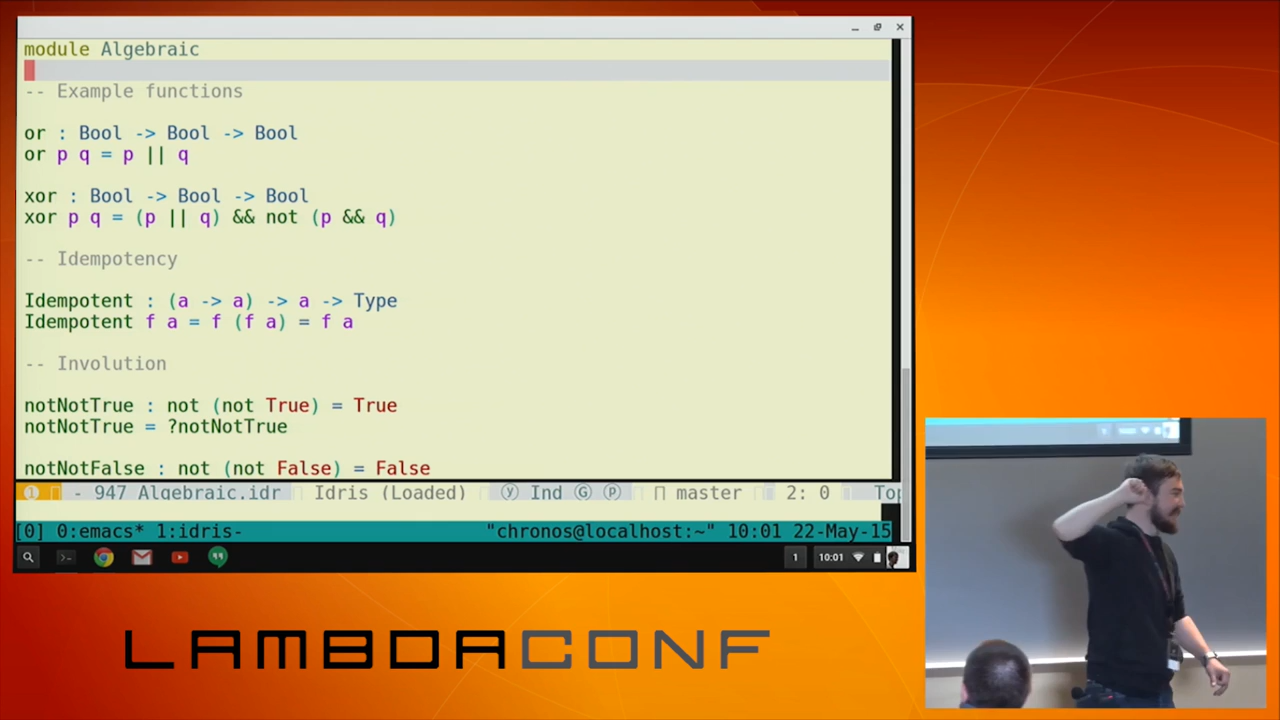 module Algebraic
-- Example functions
or : Bool -> Bool -> Bool
or p q = p || q
xor : Bool -> Bool -> Bool
xor p q = (p || q) && not (p && q)
-- Idempotency
Idempotent : (a -> a) -> a -> Type
Idempotent f a = f (f a) = f a
-- Involution
notNotTrue : not (not True) = True
notNotTrue = ?notNotTrue
notNotFalse : not (not False) = False
① - 947 Algebraic.idr Idris (Loaded) ⓨ Ind Ⓖ ⓟ master 2: 0 Top
[0] 0:emacs* 1:idris- "chronos@localhost:~" 10:01 22-May-15
1 10:01
LAMBDACONF